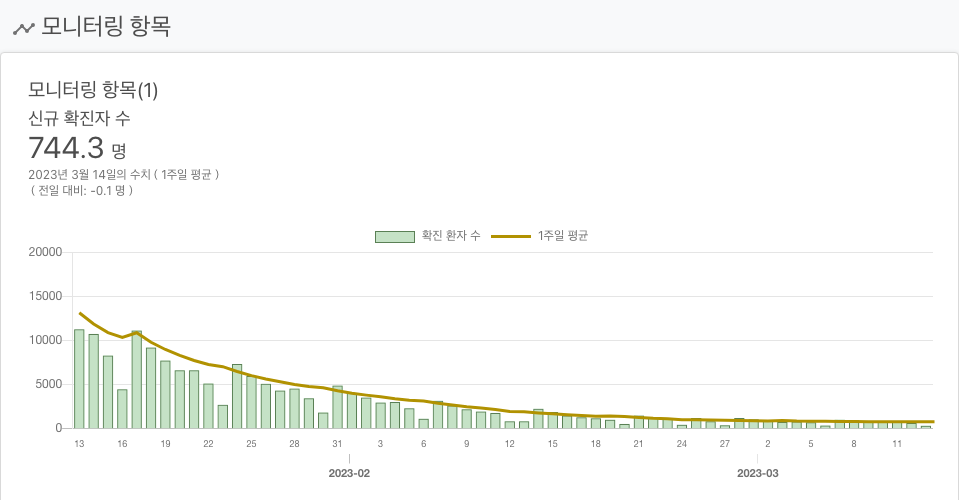 모니터링 항목
모니터링 항목(1)
신규 확진자 수
744.3 명
2023년 3월 14일의 수치 ( 1주일 평균 )
( 전일 대비: -0.1 명 )
확진 환자 수 1주일 평균
20000
15000
10000
5000
0
13 16 19 22 25 28 31 3 6 9 12 15 18 21 24 27 2 5 8 11
2023-02 2023-03